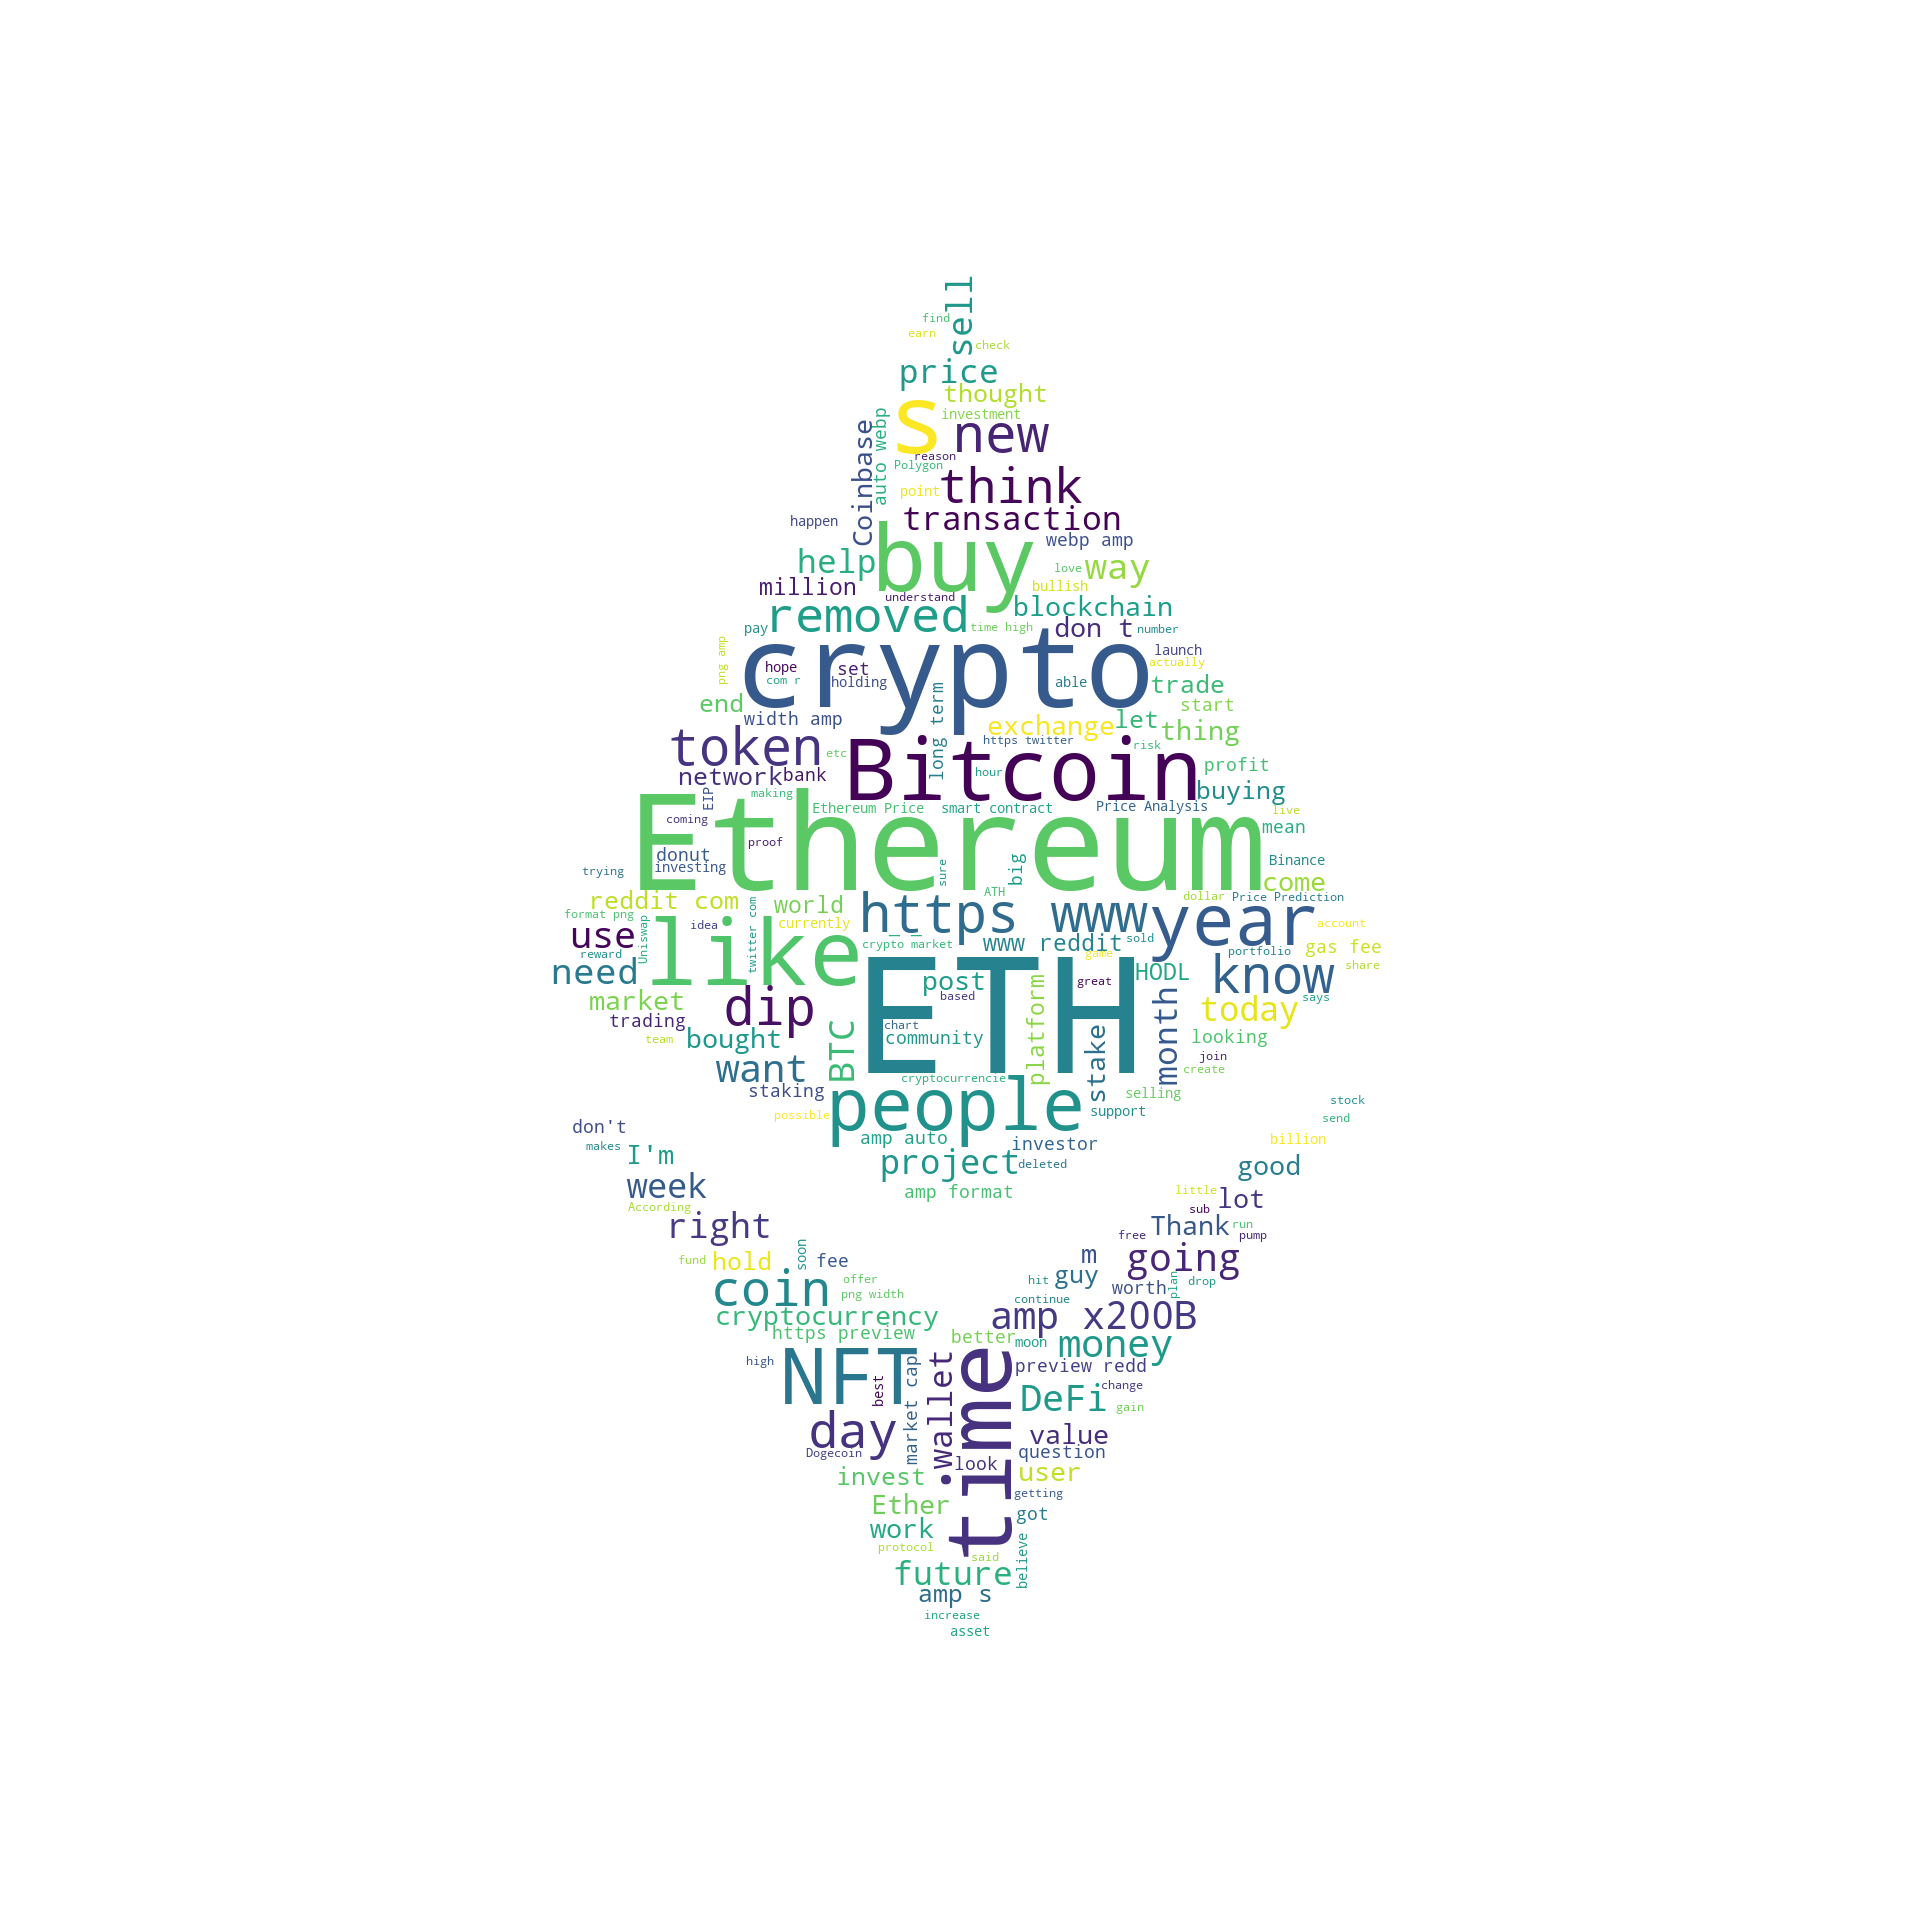 sell
find
earn
check
price
thought
s
investment
new
Coinbase
auto webp
reason
Polygon
think
point
transaction
happen
buy
webp amp
help
way
love
million
bullish
understand
removed
blockchain
pay
time high
don t
number
crypto
png amp
launch
actually
hope
set
com r
holding
able
trade
long term
end
start
width amp
exchange
let
thing
token
https twitter
risk
etc
Bitcoin
profit
network
bank
hour
buying
making
EIP
Ethereum Price
smart contract
Price Analysis
live
coming
Ethereum
mean
proof
donut
investing
big
Binance
trying
sure
come
ATH
dollar
Price Prediction
reddit com
world
https www
year
format png
twitter com
currently
account
idea
like
Uniswap
use
_ _
crypto market
www reddit
sold
gas fee
reward
game
portfolio
need
ETH
HODL
know
share
post
great
market
dip
based
platform
month
today
says
trading
chart
bought
BTC
community
stake
looking
team
join
want
create
cryptocurrencie
staking
people
selling
stock
possible
support
send
don't
amp auto
investor
billion
makes
I'm
project
deleted
good
week
amp format
little
lot
According
sub
right
Thank
run
free
pump
soon
hold
fee
m
going
fund
guy
coin
offer
hit
worth
plan
drop
png width
continue
cryptocurrency
amp x200B
https preview
better
moon
money
high
NFT
time
preview redd
market cap
wallet
best
DeFi
change
gain
day
value
Dogecoin
look
question
invest
user
getting
Ether
got
work
protocol
said
believe
future
amp s
increase
asset